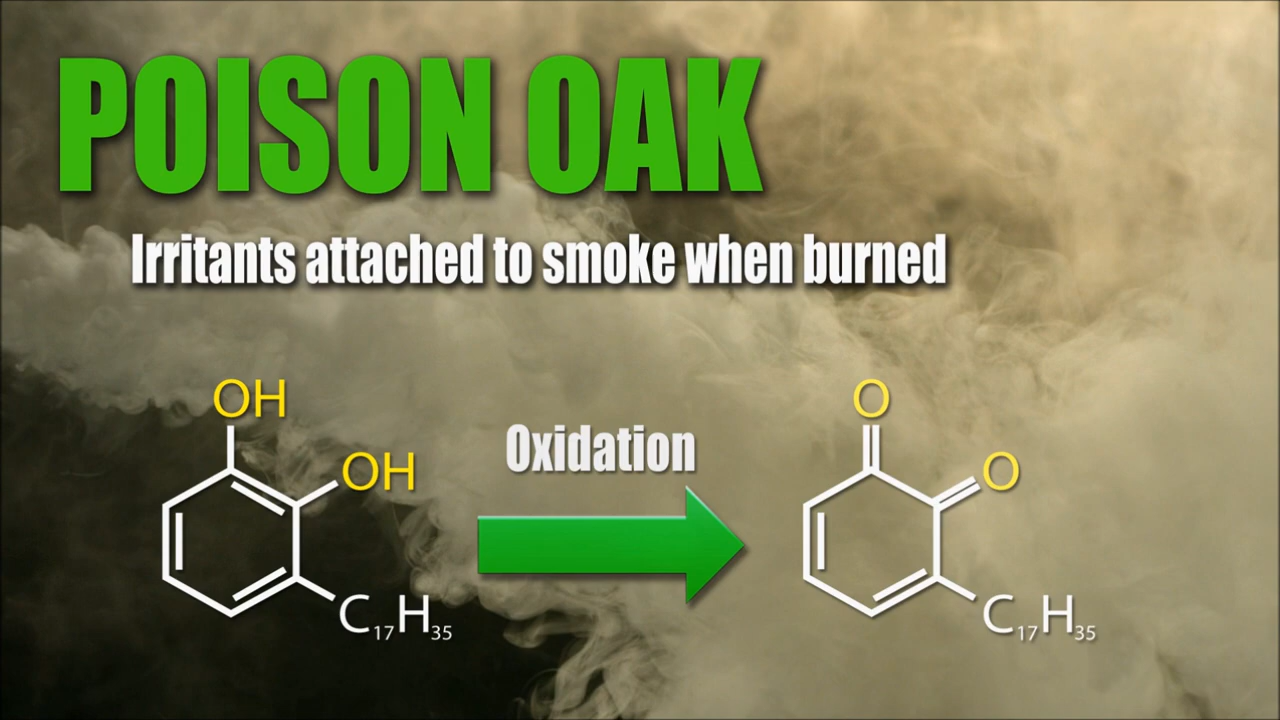 POISON OAK
Irritants attached to smoke when burned
OH
OH
Oxidation
O
O
C₁₇H₃₅
C₁₇H₃₅